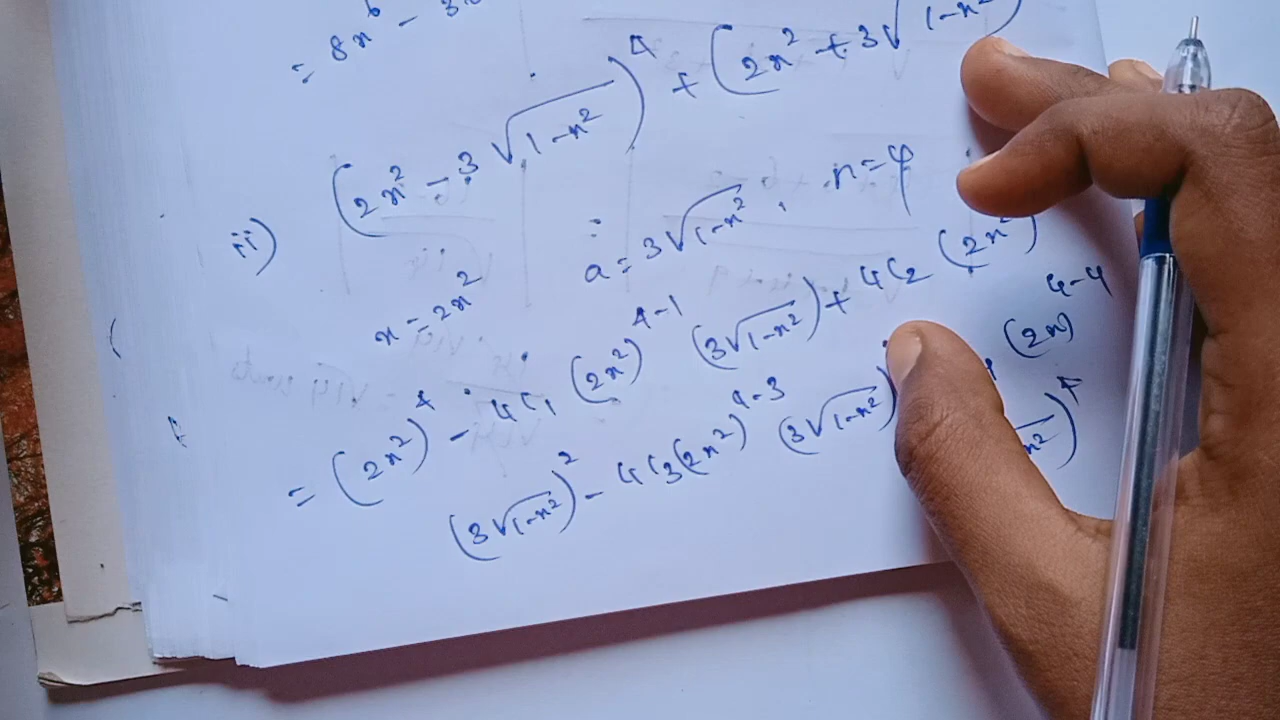 = 8x⁶ - 3
ii) (2x² - 3√1-x²)⁴ + (2x² + 3√1-x²)
x = 2x² a = 3√1-x², n = 4
= (2x²)⁴ - 4C₁ (2x²)⁴⁻¹ (3√1-x²) + 4C₂ (2x²)
(3√1-x²)² - 4C₃(2x²)⁴⁻³ (3√1-x²) (2x)⁴⁻⁴
x²)⁴